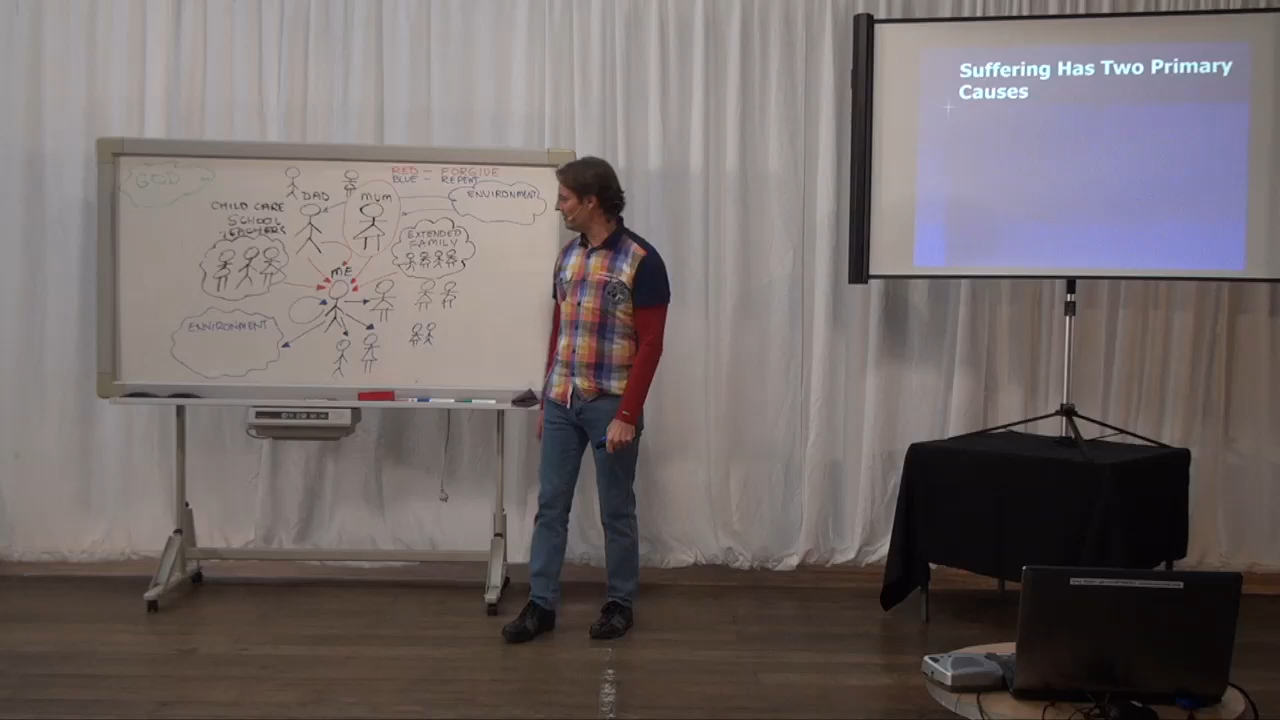 GOD
RED - FORGIVE
BLUE - REPENT
DAD
MUM
ENVIRONMENT
CHILD CARE
SCHOOL
TEACHERS
EXTENDED
FAMILY
ME
ENVIRONMENT
Suffering Has Two Primary
Causes